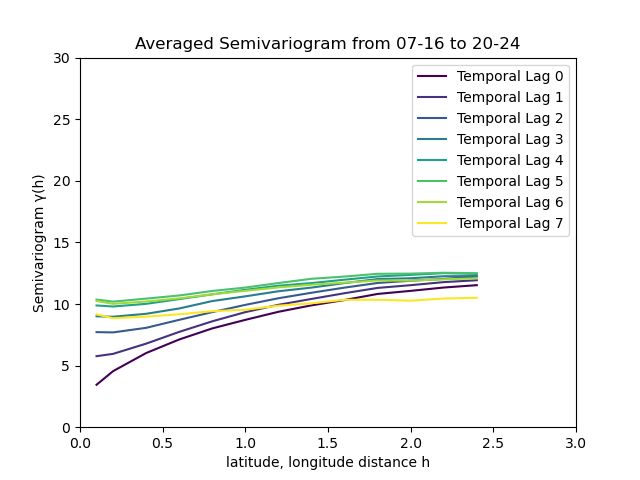 Averaged Semivariogram from 07-16 to 20-24
Semivariogram γ(h)
30
25
20
15
10
5
0
0.0 0.5 1.0 1.5 2.0 2.5 3.0
latitude, longitude distance h
Temporal Lag 0
Temporal Lag 1
Temporal Lag 2
Temporal Lag 3
Temporal Lag 4
Temporal Lag 5
Temporal Lag 6
Temporal Lag 7